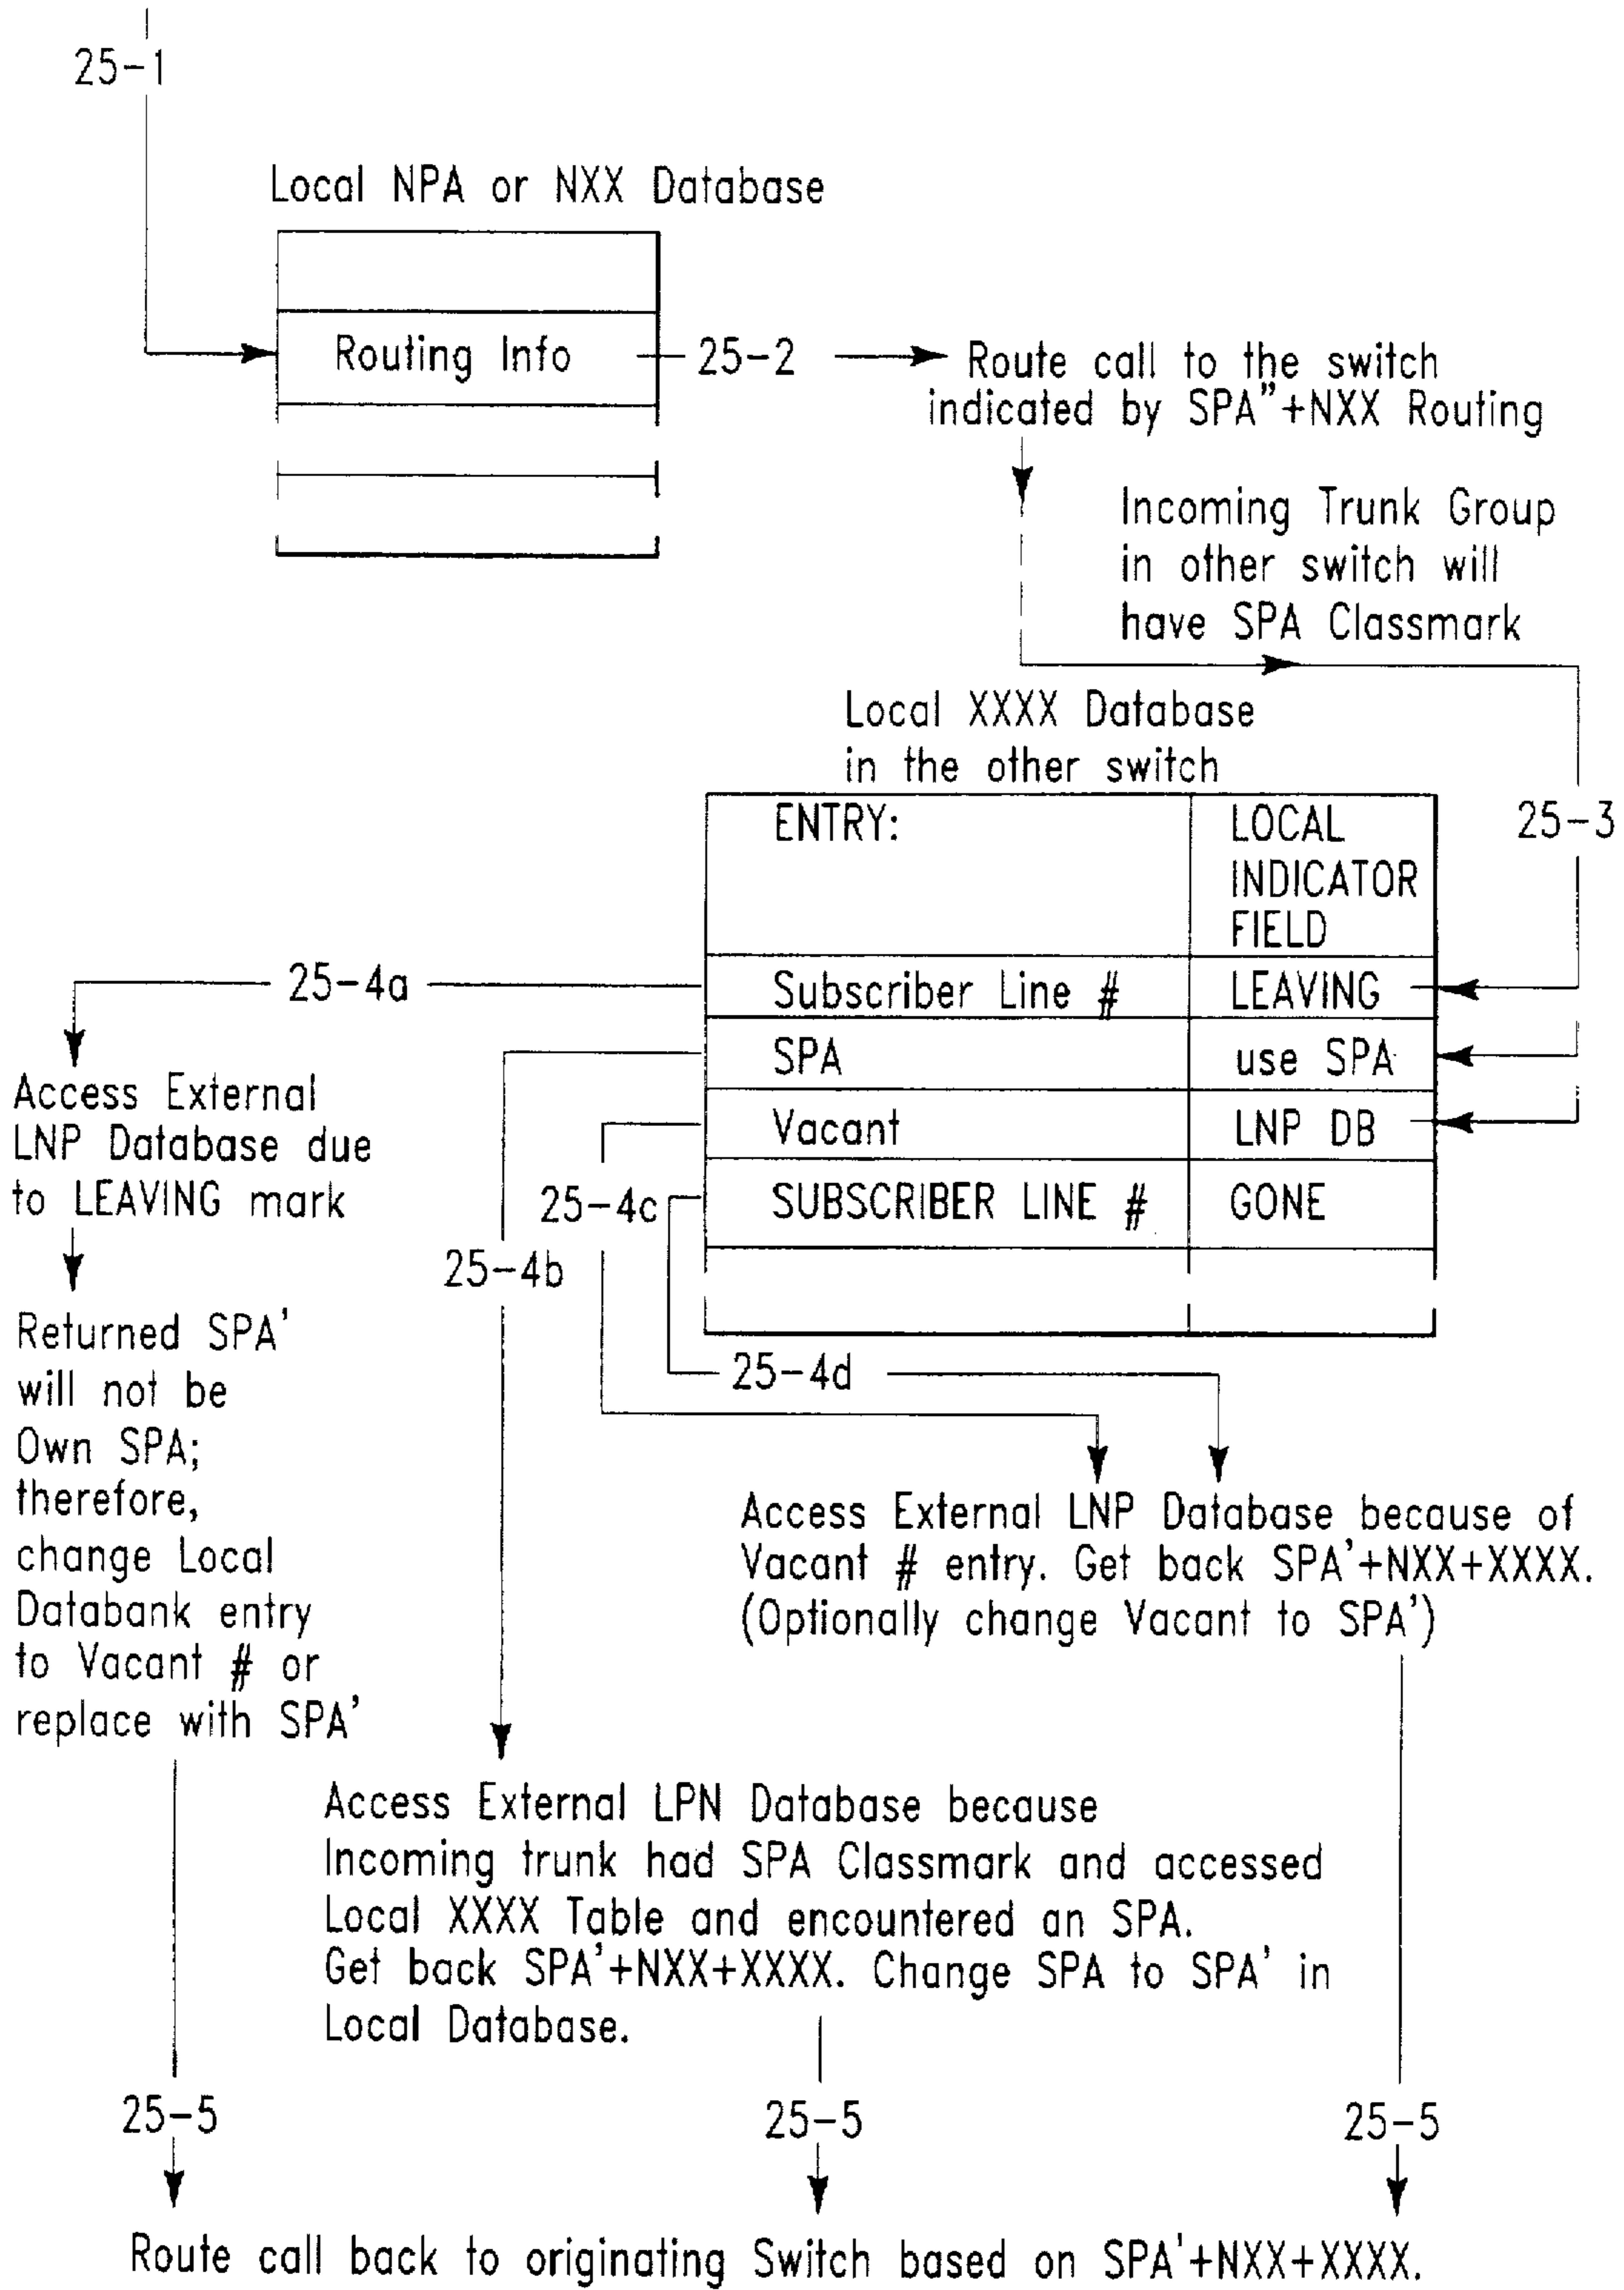 25-1
Local NPA or NXX Database
Routing Info
25-2
Route call to the switch
indicated by SPA"+NXX Routing
Incoming Trunk Group
in other switch will
have SPA Classmark
25-3
Local XXXX Database
in the other switch
ENTRY:
LOCAL
INDICATOR
FIELD
Subscriber Line #
LEAVING
SPA
use SPA
Vacant
LNP DB
SUBSCRIBER LINE #
GONE
25-4a
Access External
LNP Database due
to LEAVING mark
Returned SPA'
will not be
Own SPA;
therefore,
change Local
Databank entry
to Vacant # or
replace with SPA'
25-4c
25-4b
25-4d
Access External LNP Database because of
Vacant # entry. Get back SPA'+NXX+XXXX.
(Optionally change Vacant to SPA')
Access External LPN Database because
Incoming trunk had SPA Classmark and accessed
Local XXXX Table and encountered an SPA.
Get back SPA'+NXX+XXXX. Change SPA to SPA' in
Local Database.
25-5
25-5
25-5
Route call back to originating Switch based on SPA'+NXX+XXXX.